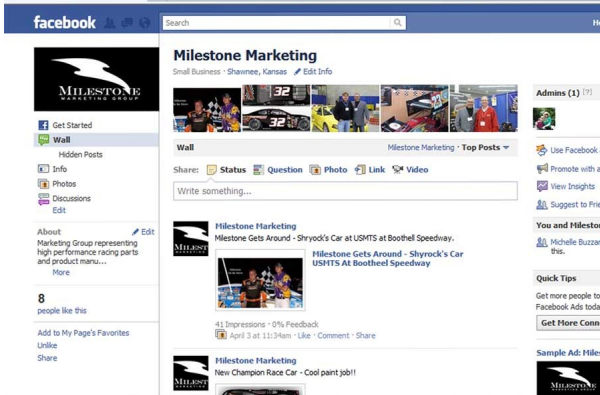 facebook
Search
Milestone Marketing
Small Business · Shawnee, Kansas Edit Info
MILESTONE
MARKETING GROUP
32
Admins (1) [?]
Get Started
Wall
Hidden Posts
Info
Photos
Discussions
Edit
Wall
Milestone Marketing · Top Posts
Share: Status Question Photo Link Video
Write something...
Use Facebook
Promote with a
View Insights
Suggest to Frie
About Edit
Marketing Group representing
high performance racing parts
and product manu...
More
8
people like this
Add to My Page's Favorites
Unlike
Share
MILEST
Milestone Marketing
Milestone Gets Around - Shryock's Car at USMTS at Boothell Speedway.
Milestone Gets Around - Shryock's Car
USMTS At Bootheel Speedway
41 Impressions · 0% Feedback
April 3 at 11:34am · Like · Comment · Share
MILEST
Milestone Marketing
New Champion Race Car - Cool paint job!!
You and Mileston
Michelle Buzzar
this.
Quick Tips
Get more people to
Facebook Ads toda
Get More Conn
Sample Ad: Miles
MILESTON